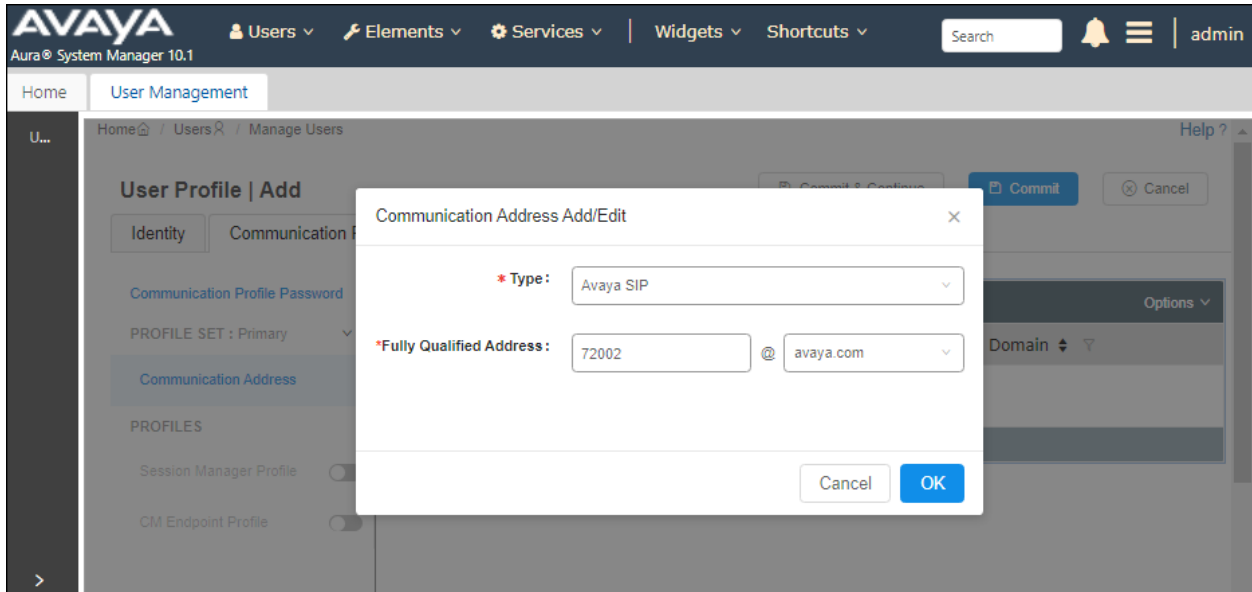 AVAYA
Aura® System Manager 10.1
Users Elements Services | Widgets Shortcuts Search admin
Home User Management
U...
Home / Users / Manage Users Help ?
User Profile | Add Commit & Continue Commit Cancel
Identity Communication P
Communication Address Add/Edit
* Type: Avaya SIP
*Fully Qualified Address: 72002 @ avaya.com
Cancel OK
Communication Profile Password
PROFILE SET : Primary
Communication Address
PROFILES
Session Manager Profile
CM Endpoint Profile
Options
Domain